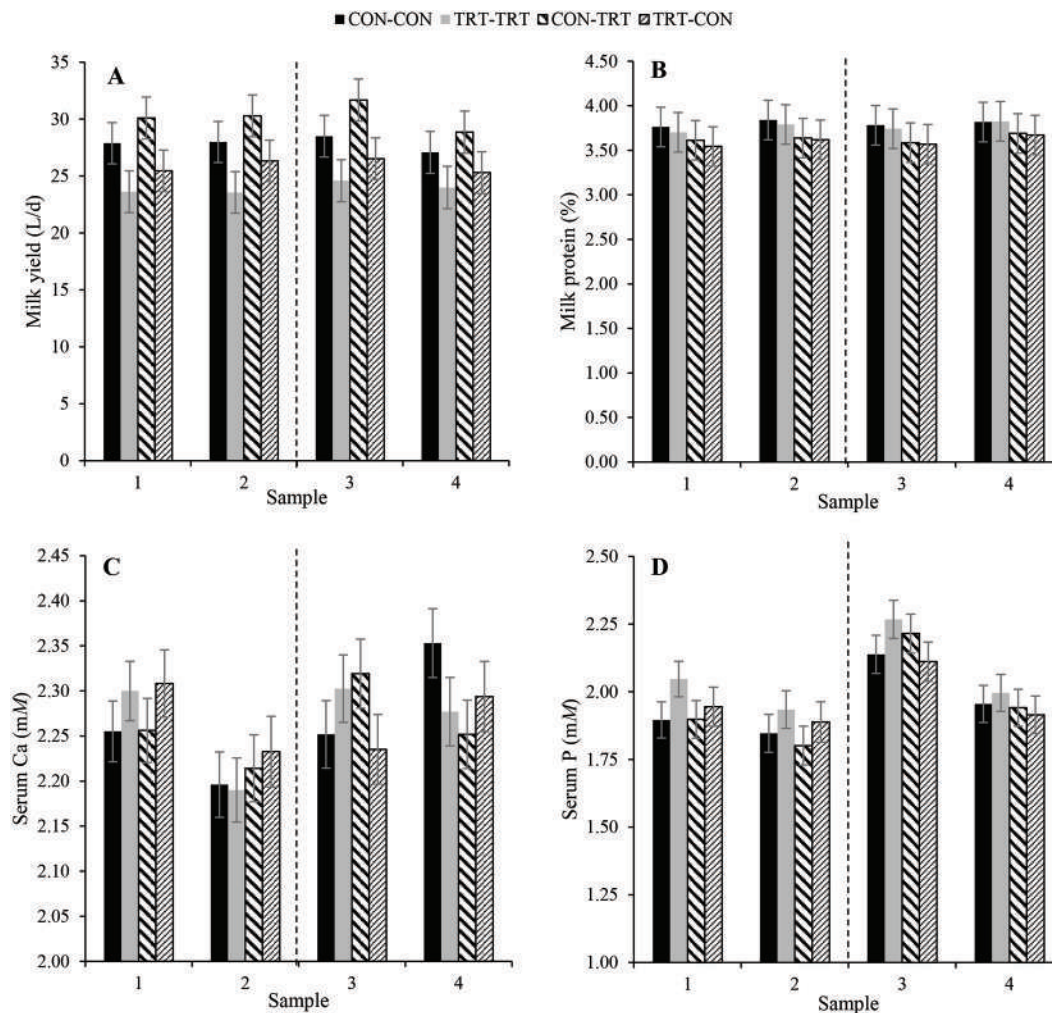 CON-CON TRT-TRT CON-TRT TRT-CON
A
Milk yield (L/d)
35
30
25
20
15
10
5
0
1 2 3 4
Sample
B
Milk protein (%)
4.50
4.00
3.50
3.00
2.50
2.00
1.50
1.00
0.50
0.00
1 2 3 4
Sample
C
Serum Ca (mM)
2.45
2.40
2.35
2.30
2.25
2.20
2.15
2.10
2.05
2.00
1 2 3 4
Sample
D
Serum P (mM)
2.50
2.25
2.00
1.75
1.50
1.25
1.00
1 2 3 4
Sample